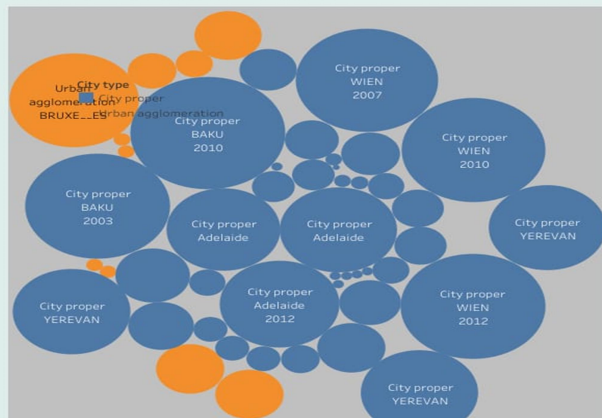 City proper
WIEN
2007
City type
Urban
agglomeration
BRUXE__ES
City proper
Urban agglomeration
City proper
BAKU
2010
City proper
WIEN
2010
City proper
BAKU
2003
City proper
Adelaide
City proper
Adelaide
City proper
YEREVAN
City proper
YEREVAN
City proper
Adelaide
2012
City proper
WIEN
2012
City proper
YEREVAN